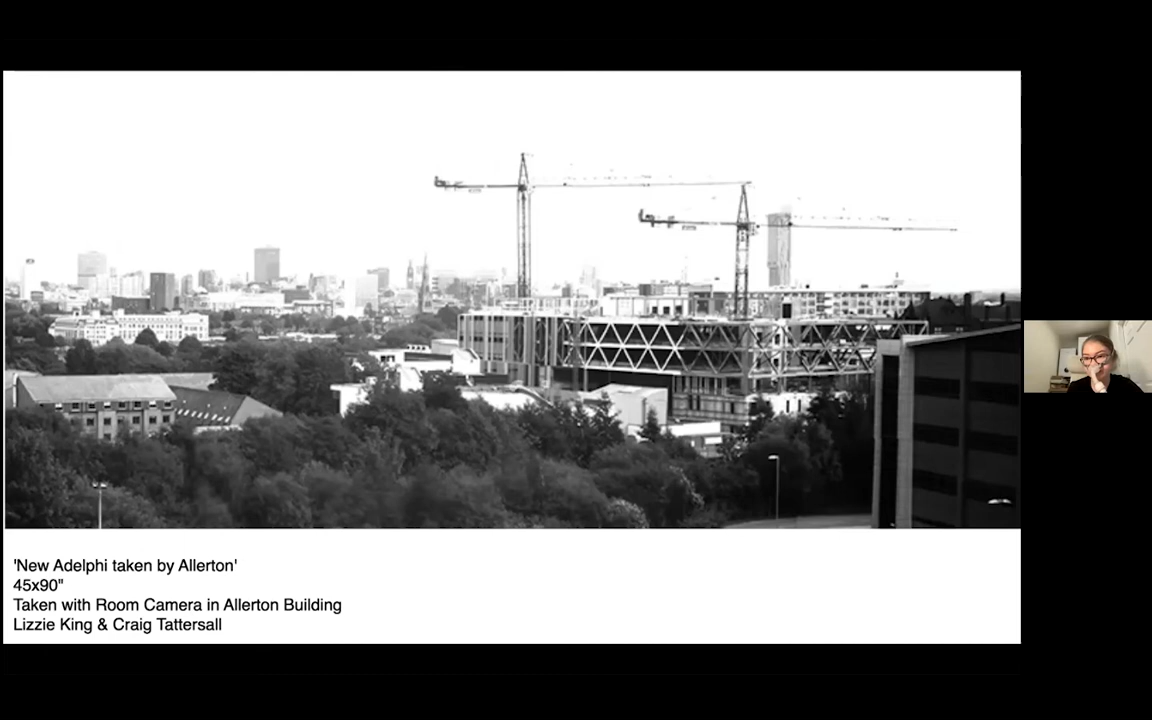 'New Adelphi taken by Allerton'
45x90"
Taken with Room Camera in Allerton Building
Lizzie King & Craig Tattersall